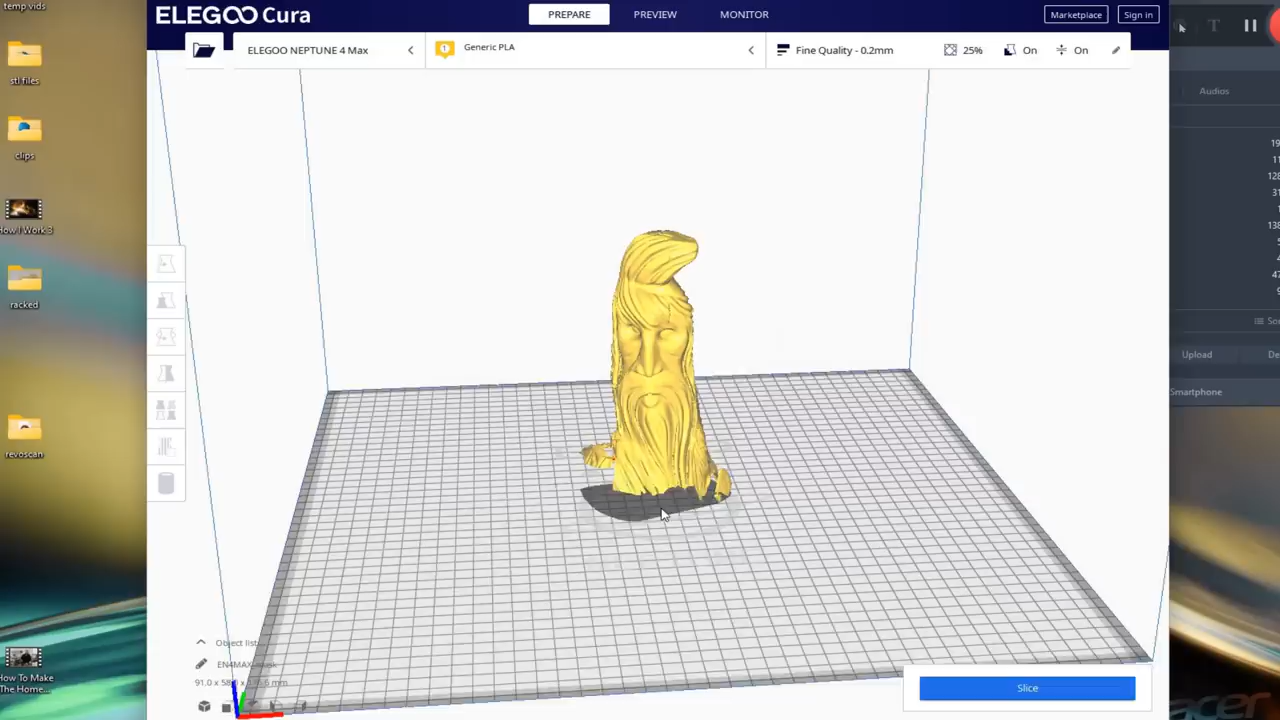 temp vids
stl files
clips
How I Work 3
racked
revoscan
How To Make
The Home...
ELEGOO Cura
PREPARE
PREVIEW
MONITOR
Marketplace
Sign in
ELEGOO NEPTUNE 4 Max
1
Generic PLA
Fine Quality - 0.2mm
25%
On
On
Object list
Slice
T
Audios
Upload
Smartphone
acer